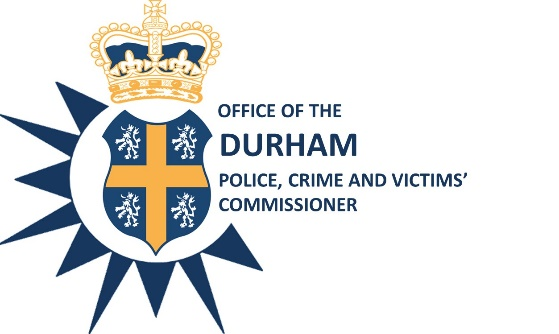 OFFICE OF THE
DURHAM
POLICE, CRIME AND VICTIMS’
COMMISSIONER